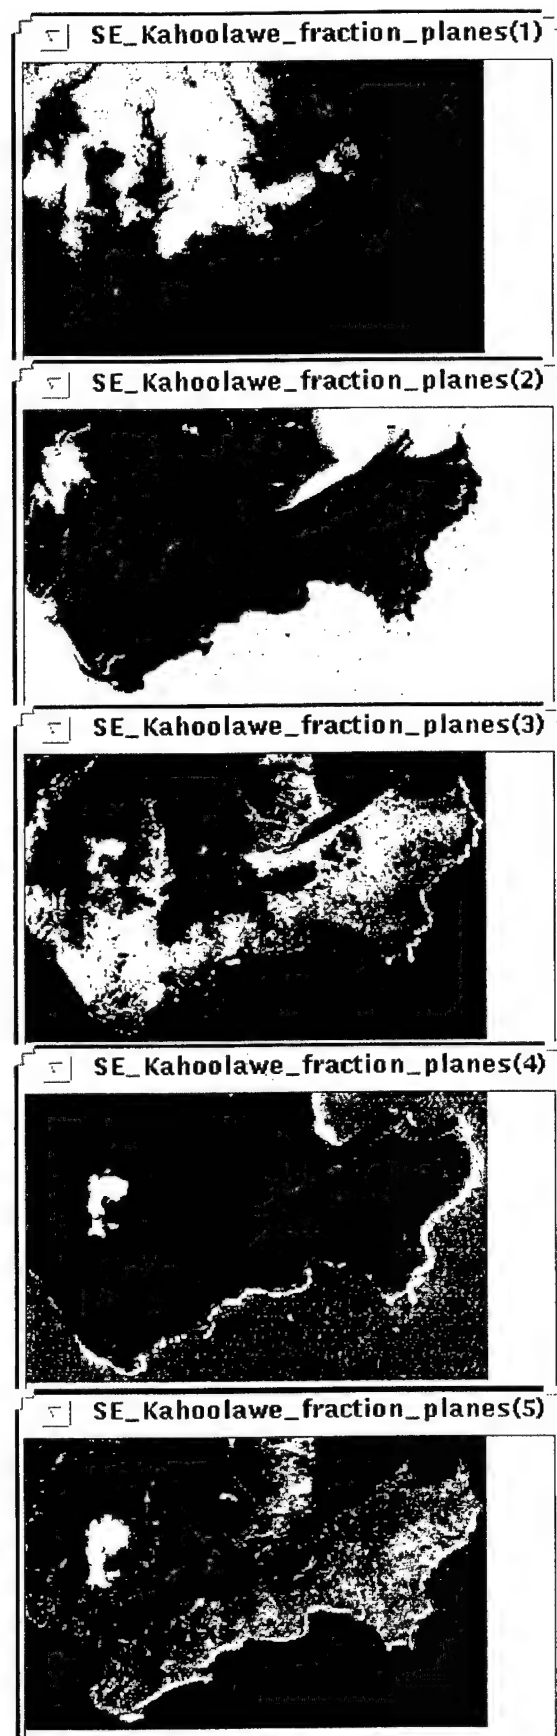 SE_Kahoolawe_fraction_planes(1)
SE_Kahoolawe_fraction_planes(2)
SE_Kahoolawe_fraction_planes(3)
SE_Kahoolawe_fraction_planes(4)
SE_Kahoolawe_fraction_planes(5)